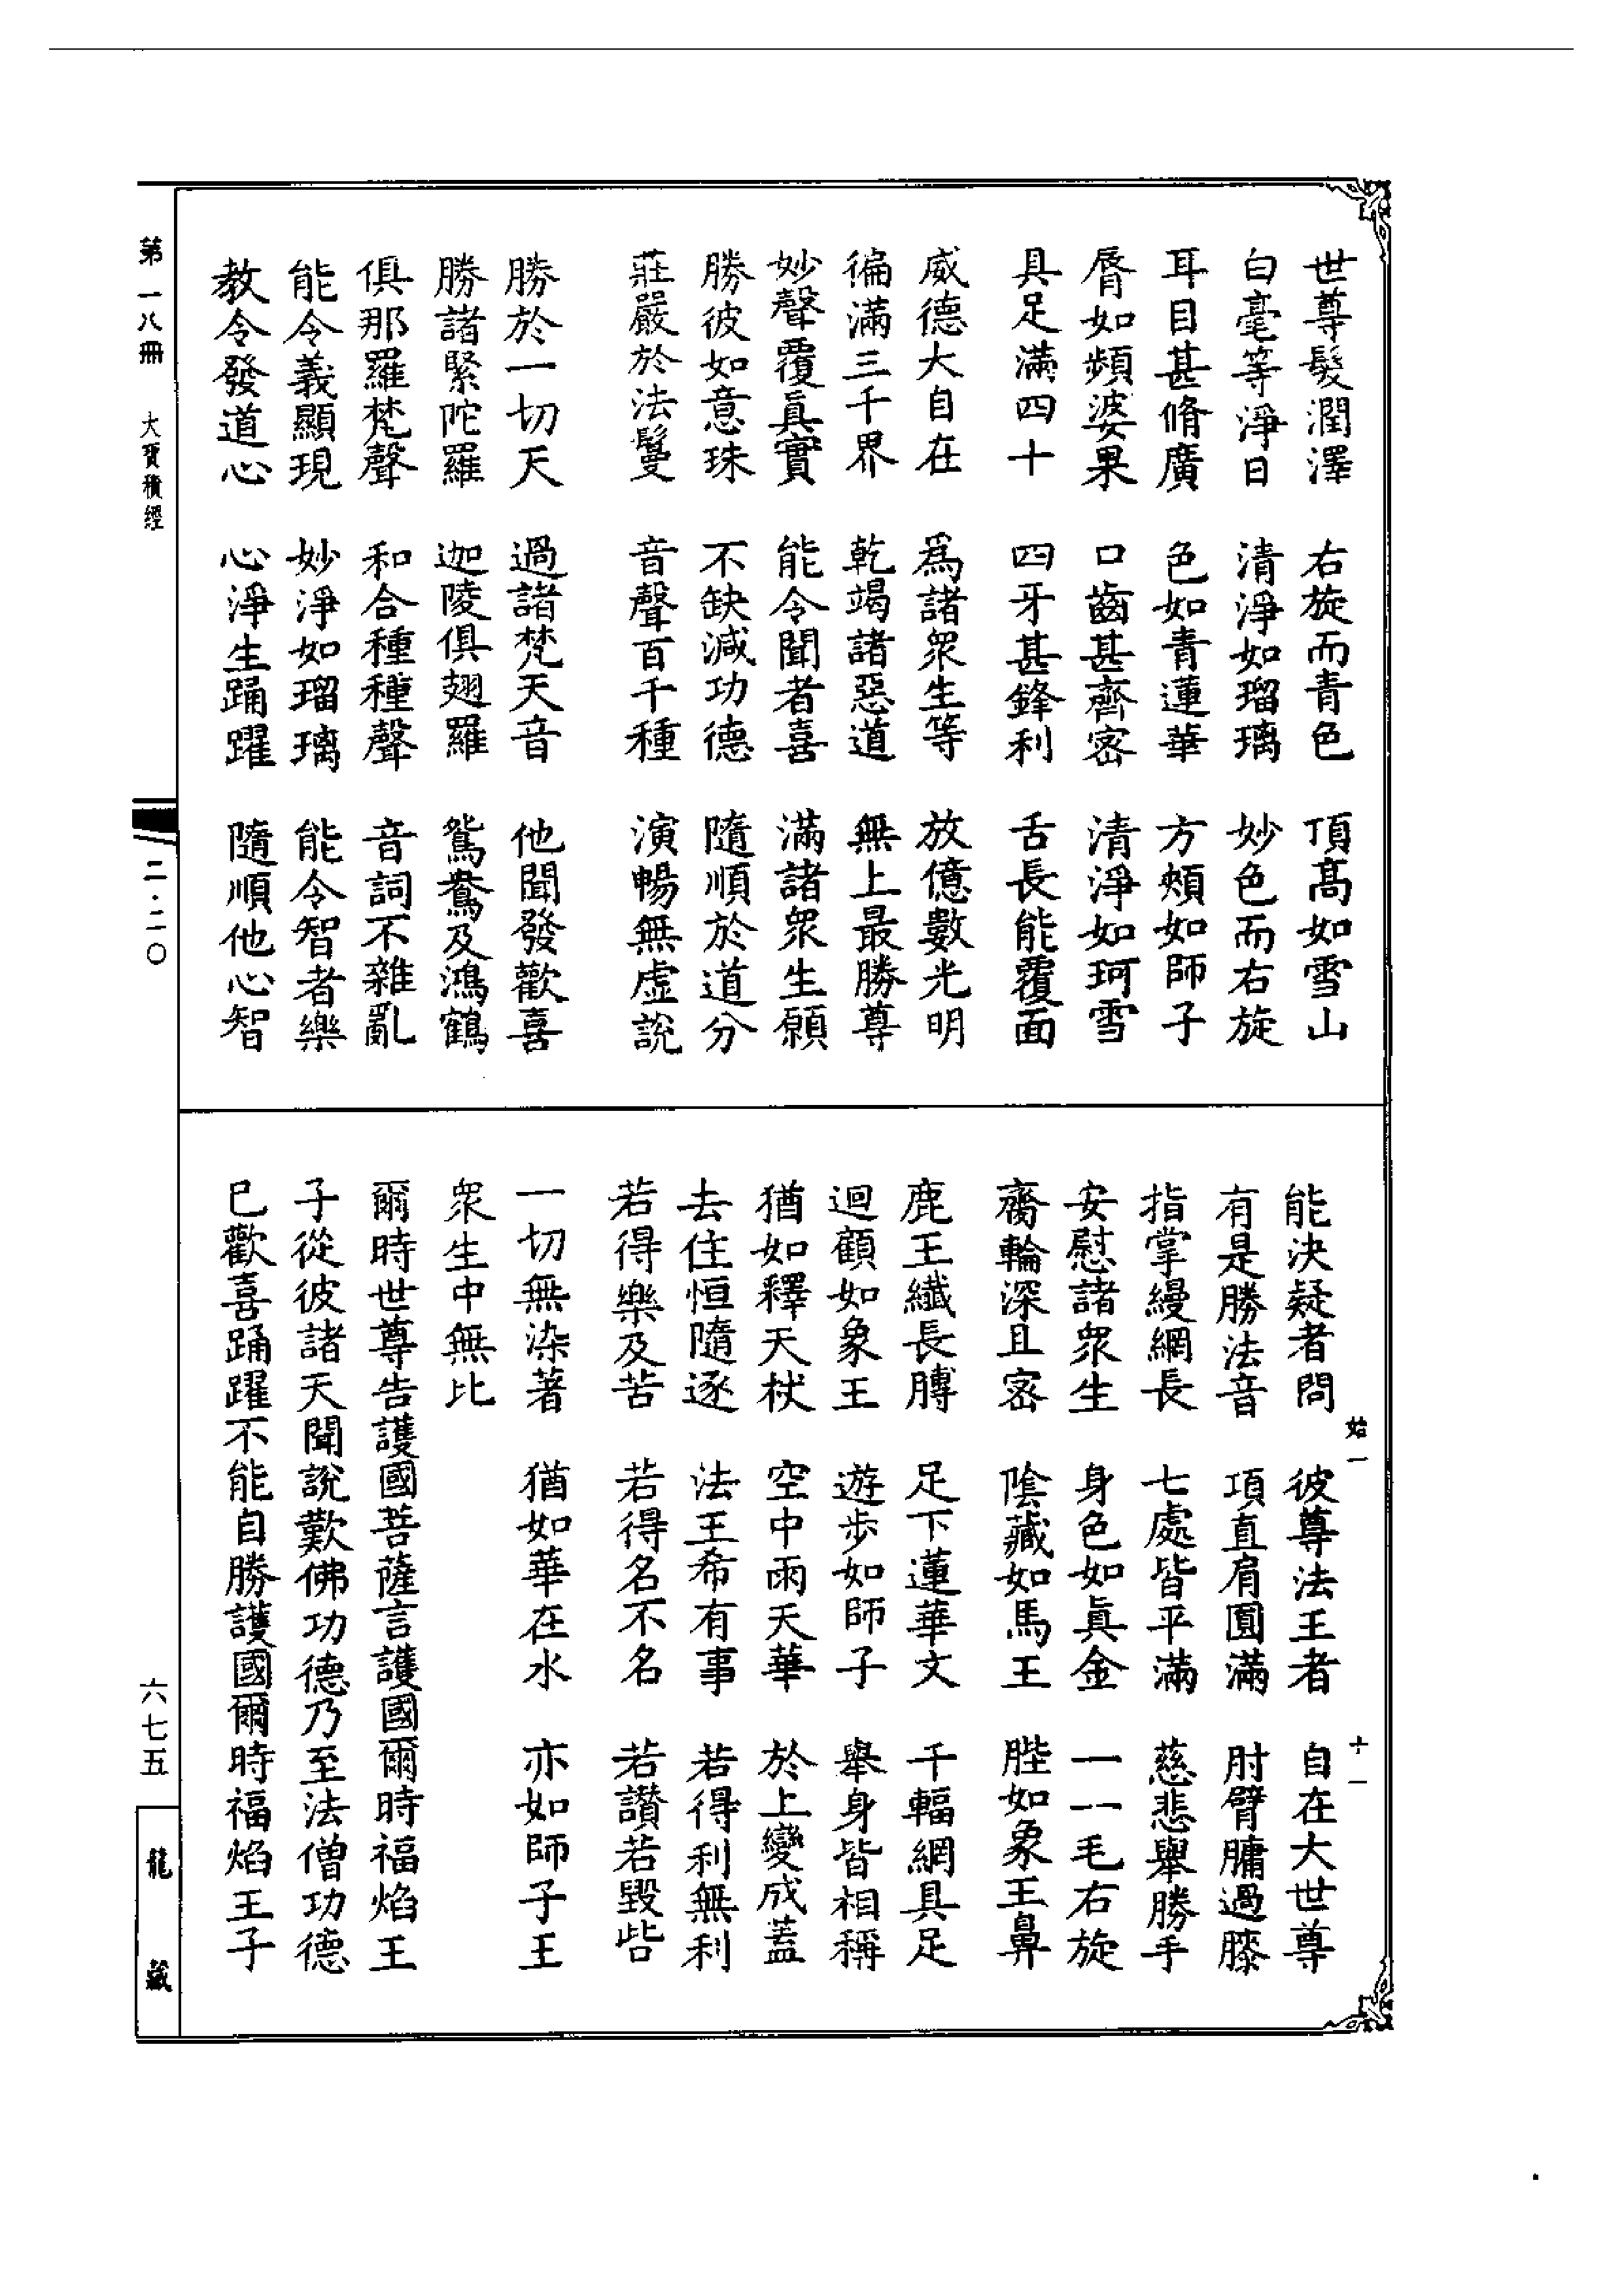 世尊髮潤澤　右旋而青色　頂高如雪山
白毫等淨日　清淨如瑠璃　妙色而右旋
耳目甚脩廣　色如青蓮華　方頰如師子
脣如頻婆果　口齒甚齊密　清淨如珂雪
具足滿四十　四牙甚鋒利　舌長能覆面
威德大自在　爲諸衆生等　放億數光明
徧滿三千界　乾竭諸惡道　無上最勝尊
妙聲覆眞實　能令聞者喜　滿諸衆生願
勝彼如意珠　不缺減功德　隨順於道分
莊嚴於法鬘　音聲百千種　演暢無虛說
勝於一切天　過諸梵天音　他聞發歡喜
勝諸緊陀羅　迦陵俱翅羅　鴛鴦及鴻鶴
俱那羅梵聲　和合種種聲　音詞不雜亂
能令義顯現　妙淨如瑠璃　能令智者樂
教令發道心　心淨生踊躍　隨順他心智
第一八冊　大寶積經　二・二〇
始一　十一
能決疑者問　彼尊法王者　自在大世尊
有是勝法音　項直肩圓滿　肘臂𦟛過膝
指掌縵網長　七處皆平滿　慈悲舉勝手
安慰諸衆生　身色如眞金　一一毛右旋
齎輪深且密　陰藏如馬王　䏶如象王鼻
鹿王纖長膞　足下蓮華文　千輻網具足
迴顧如象王　遊步如師子　舉身皆相稱
猶如釋天杖　空中雨天華　於上變成蓋
去住恒隨逐　法王希有事　若得利無利
若得樂及苦　若得名不名　若讚若毀呰
一切無染著　猶如華在水　亦如師子王
衆生中無比
爾時世尊告護國菩薩言護國爾時福焰王
子從彼諸天聞說歎佛功德乃至法僧功德
已歡喜踊躍不能自勝護國爾時福焰王子
六七五
龍藏